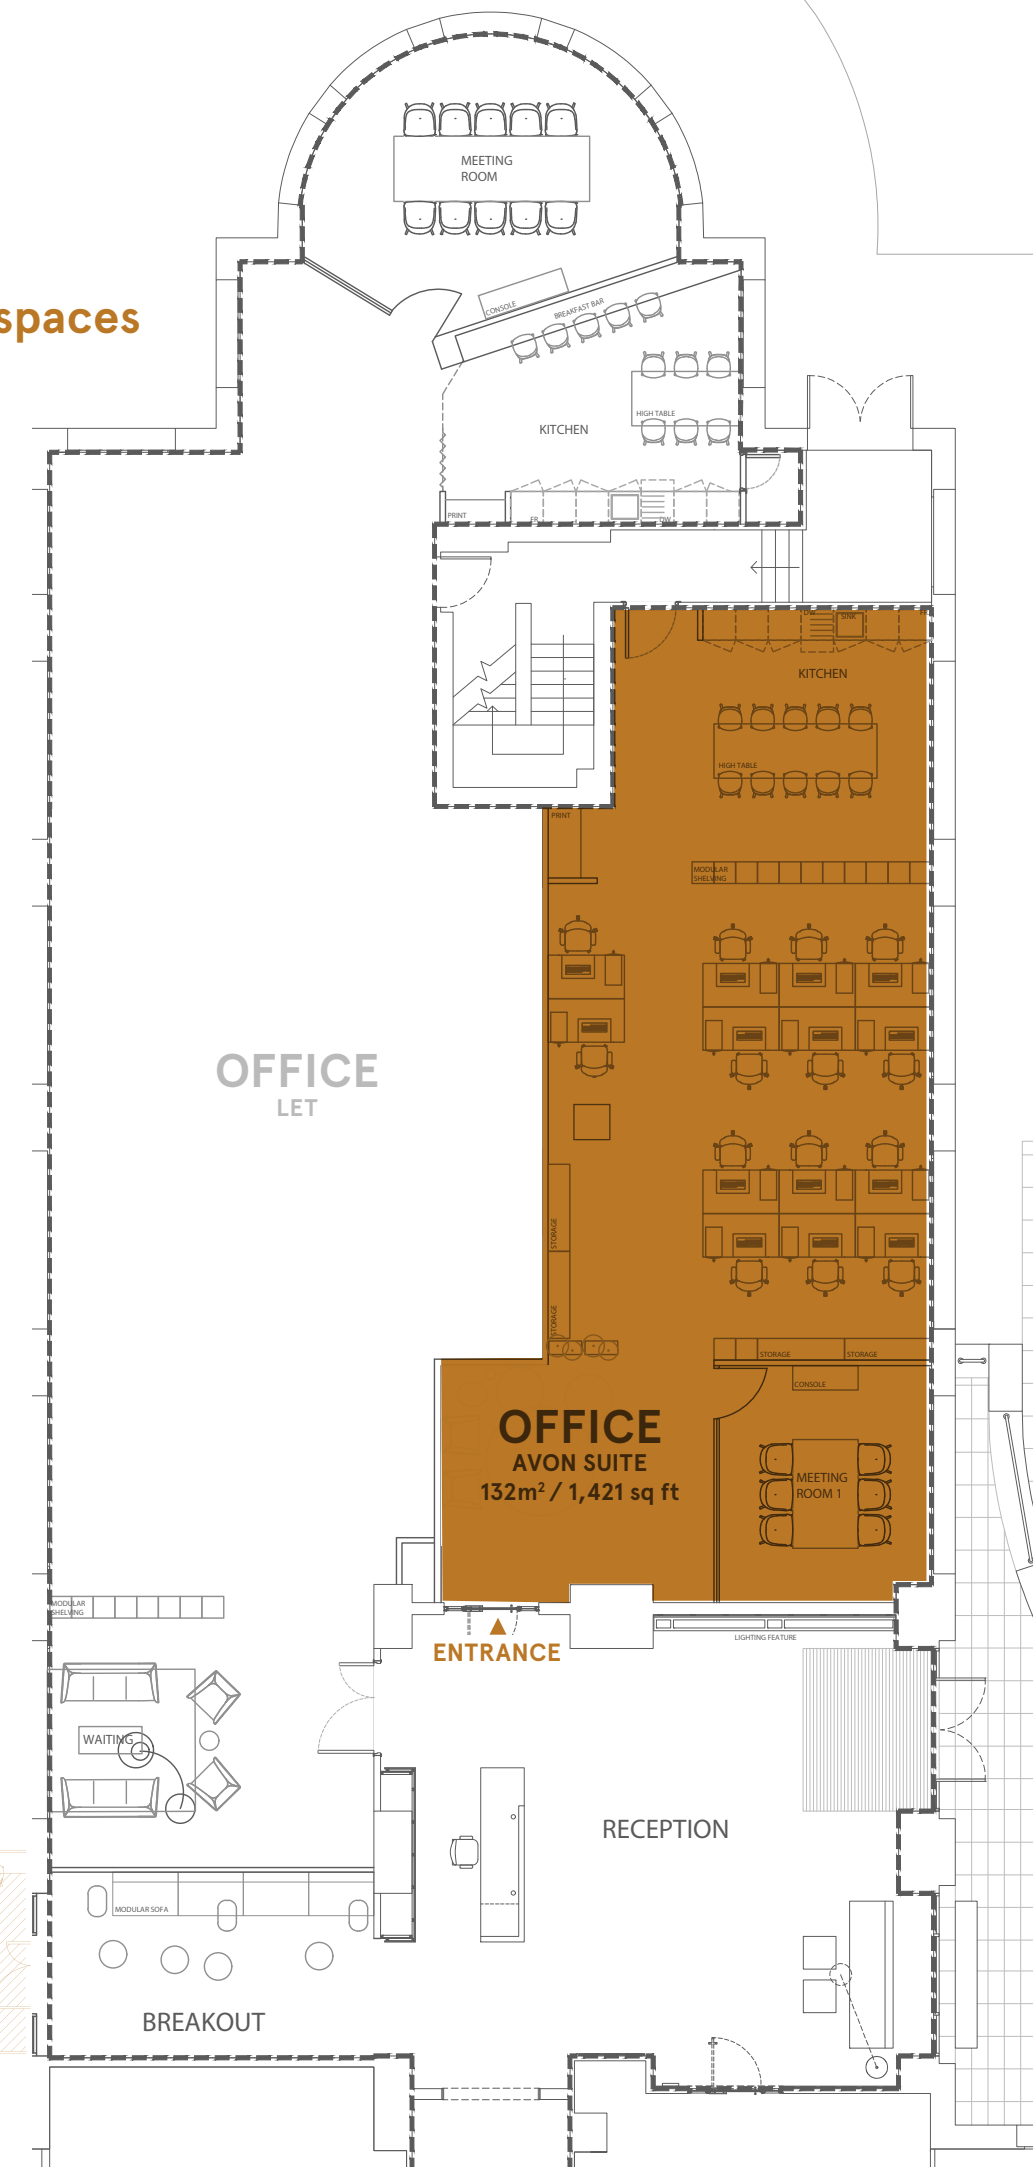 MEETING
ROOM
spaces
CONSOLE
BREAKFAST BAR
HIGH TABLE
KITCHEN
PRINT
FR
DW
DW
SINK
KITCHEN
HIGH TABLE
PRINT
MODULAR
SHELVING
OFFICE
LET
STORAGE
STORAGE
STORAGE
STORAGE
CONSOLE
OFFICE
AVON SUITE
132m² / 1,421 sq ft
MEETING
ROOM 1
MODULAR
SHELVING
ENTRANCE
LIGHTING FEATURE
WAITING
RECEPTION
MODULAR SOFA
BREAKOUT